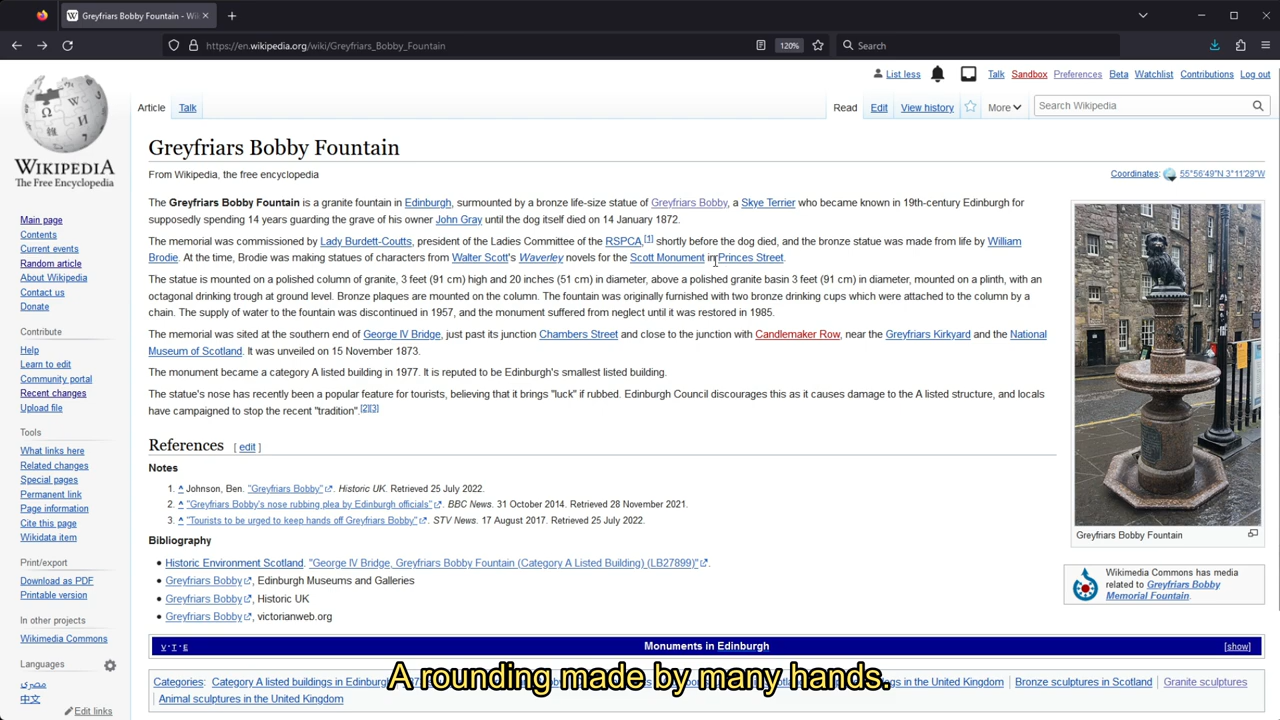 Greyfriars Bobby Fountain - Wi
https://en.wikipedia.org/wiki/Greyfriars_Bobby_Fountain
120%
Search
List less
Talk
Sandbox
Preferences
Beta
Watchlist
Contributions
Log out
Article
Talk
Read
Edit
View history
More
Search Wikipedia
WIKIPEDIA
The Free Encyclopedia
Main page
Contents
Current events
Random article
About Wikipedia
Contact us
Donate
Contribute
Help
Learn to edit
Community portal
Recent changes
Upload file
Tools
What links here
Related changes
Special pages
Permanent link
Page information
Cite this page
Wikidata item
Print/export
Download as PDF
Printable version
In other projects
Wikimedia Commons
Languages
مصرى
中文
Edit links
Greyfriars Bobby Fountain
From Wikipedia, the free encyclopedia
Coordinates: 55°56′49″N 3°11′29″W
The Greyfriars Bobby Fountain is a granite fountain in Edinburgh, surmounted by a bronze life-size statue of Greyfriars Bobby, a Skye Terrier who became known in 19th-century Edinburgh for
supposedly spending 14 years guarding the grave of his owner John Gray until the dog itself died on 14 January 1872.
The memorial was commissioned by Lady Burdett-Coutts, president of the Ladies Committee of the RSPCA,[1] shortly before the dog died, and the bronze statue was made from life by William
Brodie. At the time, Brodie was making statues of characters from Walter Scott's Waverley novels for the Scott Monument in Princes Street.
The statue is mounted on a polished column of granite, 3 feet (91 cm) high and 20 inches (51 cm) in diameter, above a polished granite basin 3 feet (91 cm) in diameter, mounted on a plinth, with an
octagonal drinking trough at ground level. Bronze plaques are mounted on the column. The fountain was originally furnished with two bronze drinking cups which were attached to the column by a
chain. The supply of water to the fountain was discontinued in 1957, and the monument suffered from neglect until it was restored in 1985.
The memorial was sited at the southern end of George IV Bridge, just past its junction Chambers Street and close to the junction with Candlemaker Row, near the Greyfriars Kirkyard and the National
Museum of Scotland. It was unveiled on 15 November 1873.
The monument became a category A listed building in 1977. It is reputed to be Edinburgh's smallest listed building.
The statue's nose has recently been a popular feature for tourists, believing that it brings "luck" if rubbed. Edinburgh Council discourages this as it causes damage to the A listed structure, and locals
have campaigned to stop the recent "tradition".[2][3]
Greyfriars Bobby Fountain
Wikimedia Commons has media
related to Greyfriars Bobby
Memorial Fountain.
References [ edit ]
Notes
1. ^ Johnson, Ben. "Greyfriars Bobby". Historic UK. Retrieved 25 July 2022.
2. ^ "Greyfriars Bobby's nose rubbing plea by Edinburgh officials". BBC News. 31 October 2014. Retrieved 28 November 2021.
3. ^ "Tourists to be urged to keep hands off Greyfriars Bobby". STV News. 17 August 2017. Retrieved 25 July 2022.
Bibliography
• Historic Environment Scotland. "George IV Bridge, Greyfriars Bobby Fountain (Category A Listed Building) (LB27899)".
• Greyfriars Bobby, Edinburgh Museums and Galleries
• Greyfriars Bobby, Historic UK
• Greyfriars Bobby, victorianweb.org
V·T·E Monuments in Edinburgh [show]
A rounding made by many hands.
Categories: Category A listed buildings in Edinburgh Bronze sculptures in Scotland Granite sculptures
Animal sculptures in the United Kingdom